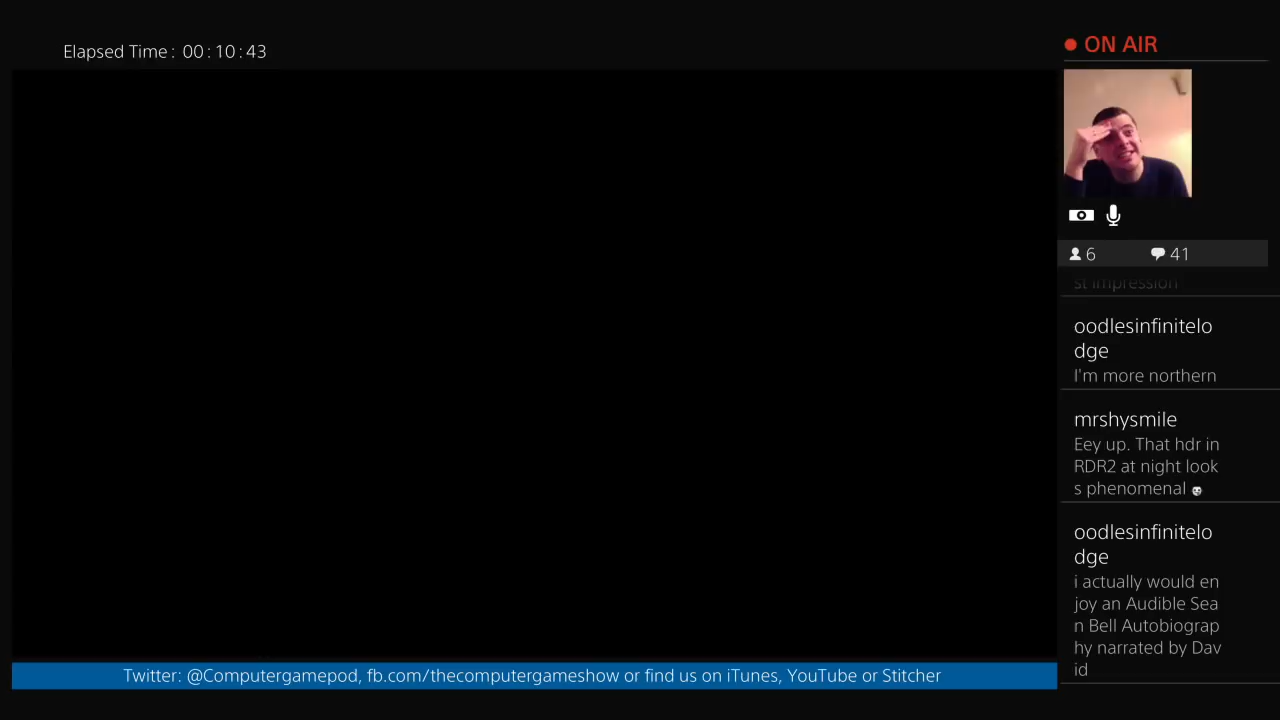 Elapsed Time : 00:10:43
ON AIR
6
41
st impression
oodlesinfinitelo
dge
I'm more northern
mrshysmile
Eey up. That hdr in
RDR2 at night look
s phenomenal
oodlesinfinitelo
dge
i actually would en
joy an Audible Sea
n Bell Autobiograp
hy narrated by Dav
id
Twitter: @Computergamepod, fb.com/thecomputergameshow or find us on iTunes, YouTube or Stitcher